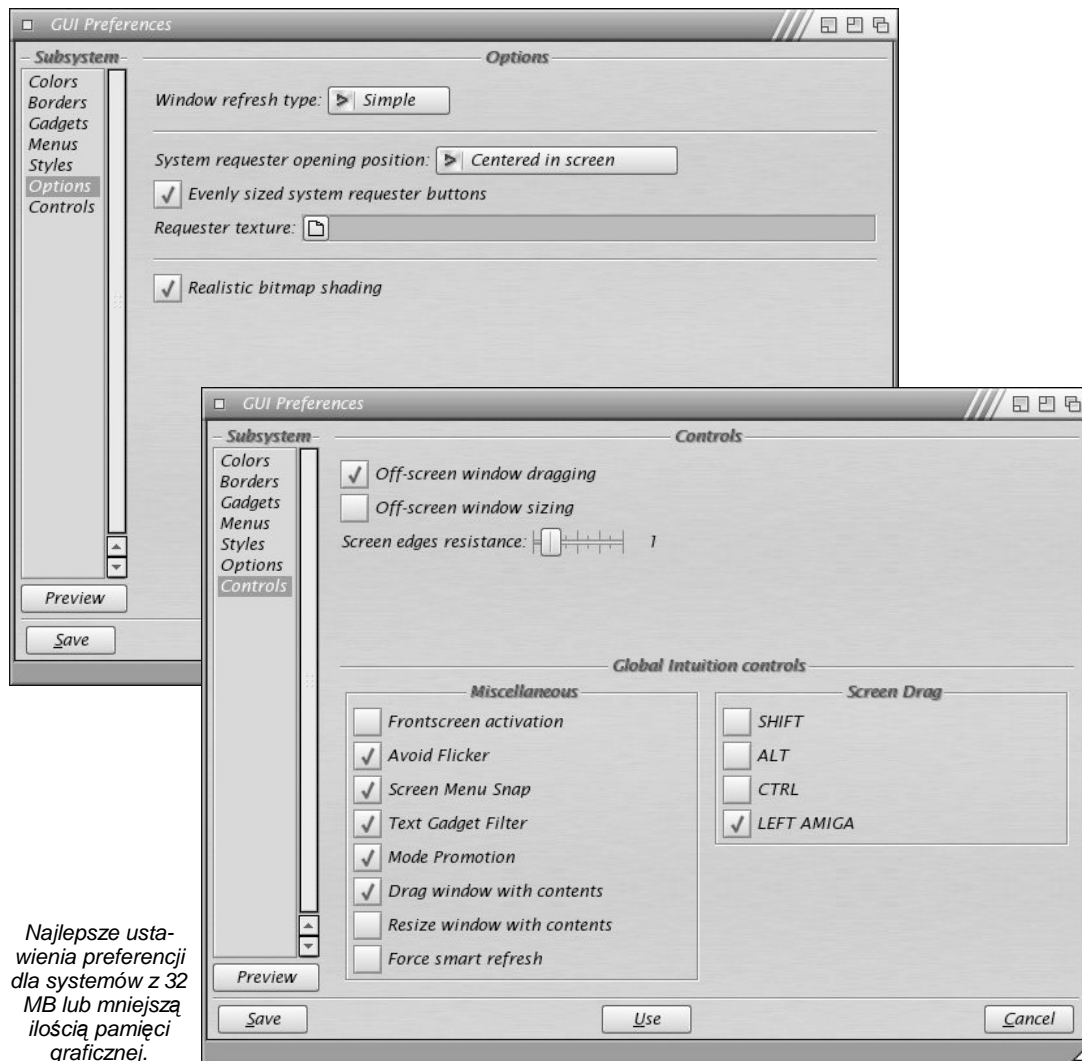 GUI Preferences
Subsystem
Colors
Borders
Gadgets
Menus
Styles
Options
Controls
Preview
Save
Options
Window refresh type: Simple
System requester opening position: Centered in screen
Evenly sized system requester buttons
Requester texture:
Realistic bitmap shading
GUI Preferences
Subsystem
Colors
Borders
Gadgets
Menus
Styles
Options
Controls
Preview
Controls
Off-screen window dragging
Off-screen window sizing
Screen edges resistance: 1
Global Intuition controls
Miscellaneous
Frontscreen activation
Avoid Flicker
Screen Menu Snap
Text Gadget Filter
Mode Promotion
Drag window with contents
Resize window with contents
Force smart refresh
Screen Drag
SHIFT
ALT
CTRL
LEFT AMIGA
Save Use Cancel
Najlepsze usta-
wienia preferencji
dla systemów z 32
MB lub mniejszą
ilością pamięci
graficznej.